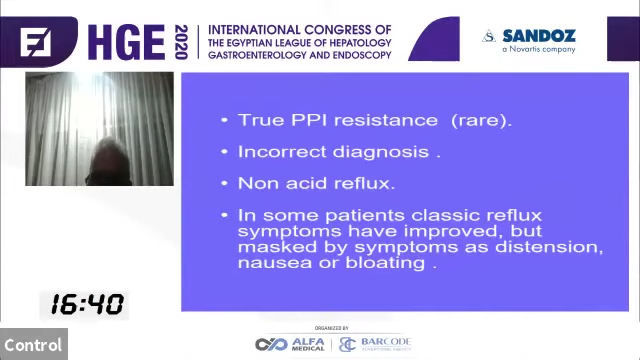 HGE 2020
INTERNATIONAL CONGRESS OF
THE EGYPTIAN LEAGUE OF HEPATOLOGY
GASTROENTEROLOGY AND ENDOSCOPY
SANDOZ
a Novartis company
• True PPI resistance (rare).
• Incorrect diagnosis .
• Non acid reflux.
• In some patients classic reflux
symptoms have improved, but
masked by symptoms as distension,
nausea or bloating .
16:40
Control
ORGANIZED BY
ALFA
MEDICAL
BARCODE